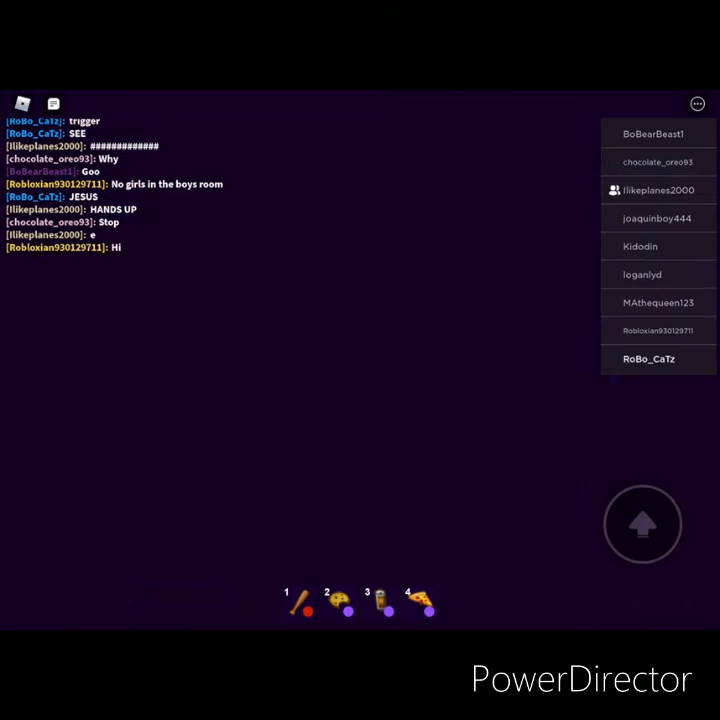 [RoBo_CaTz]: trigger
[RoBo_CaTz]: SEE
[Ilikeplanes2000]: #############
[chocolate_oreo93]: Why
[BoBearBeast1]: Goo
[Robloxian930129711]: No girls in the boys room
[RoBo_CaTz]: JESUS
[Ilikeplanes2000]: HANDS UP
[chocolate_oreo93]: Stop
[Ilikeplanes2000]: e
[Robloxian930129711]: Hi
BoBearBeast1
chocolate_oreo93
Ilikeplanes2000
joaquinboy444
Kidodin
loganlyd
MAthequeen123
Robloxian930129711
RoBo_CaTz
1 2 3 4
PowerDirector